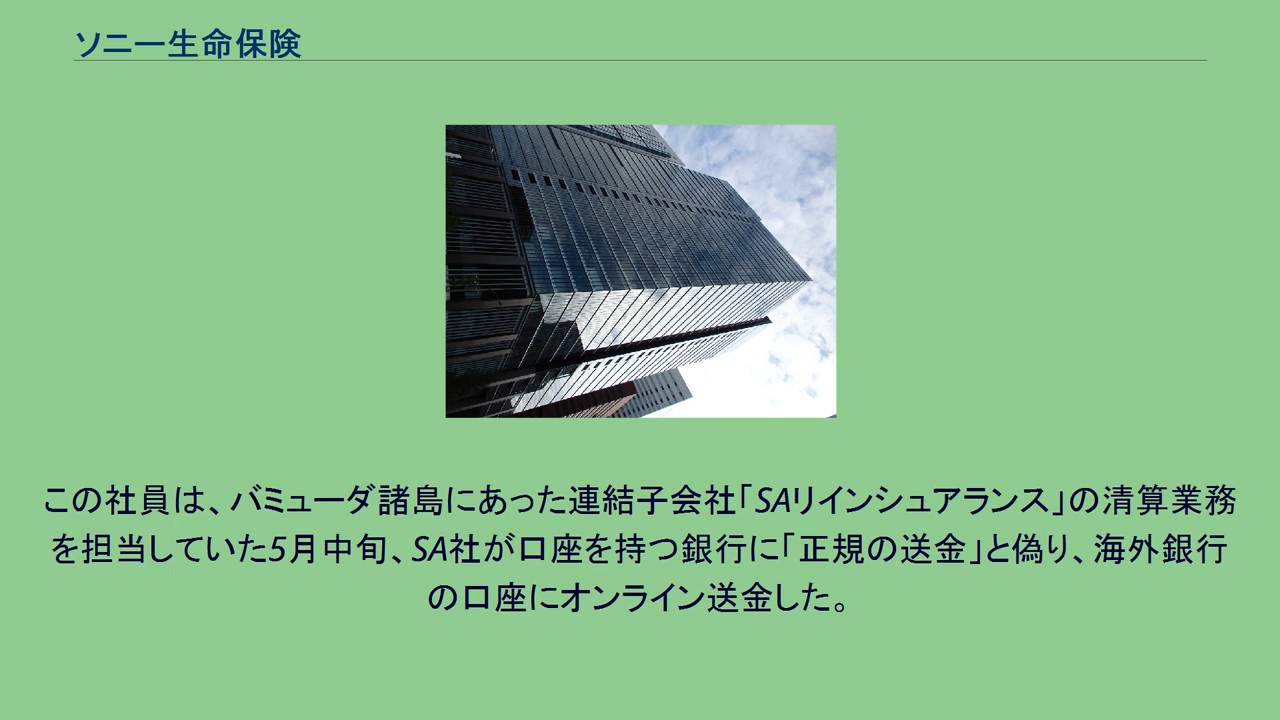 ソニー生命保険
この社員は、バミューダ諸島にあった連結子会社｢SAリインシュアランス｣の清算業務
を担当していた5月中旬、SA社が口座を持つ銀行に｢正規の送金｣と偽り、海外銀行
の口座にオンライン送金した。